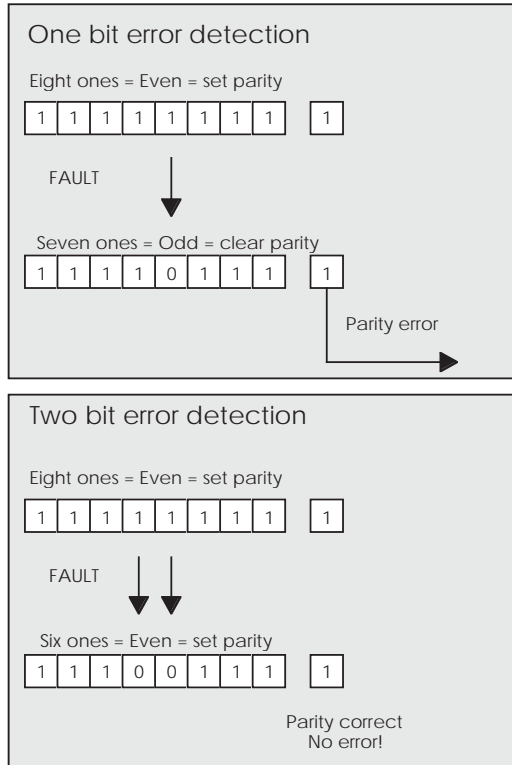 One bit error detection
Eight ones = Even = set parity
1 1 1 1 1 1 1 1 1
FAULT
Seven ones = Odd = clear parity
1 1 1 1 0 1 1 1 1
Parity error
Two bit error detection
Eight ones = Even = set parity
1 1 1 1 1 1 1 1 1
FAULT
Six ones = Even = set parity
1 1 1 0 0 1 1 1 1
Parity correct
No error!